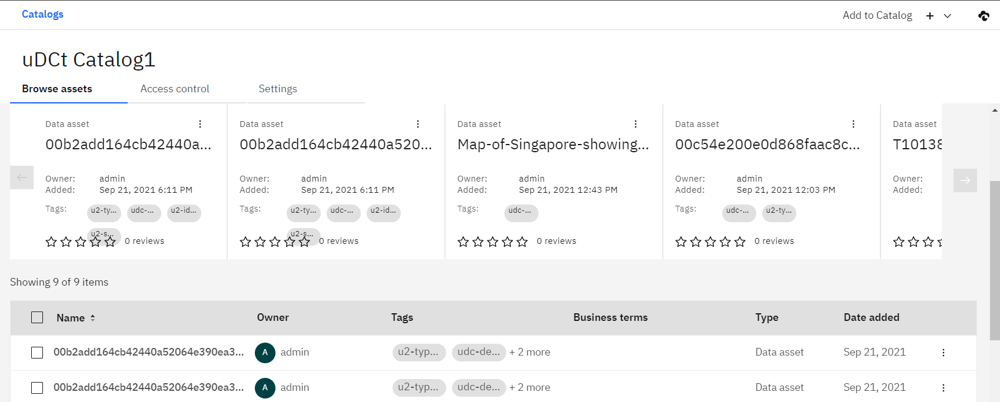 Catalogs
Add to Catalog
uDCt Catalog1
Browse assets Access control Settings
Data asset
00b2add164cb42440a...
Owner: admin
Added: Sep 21, 2021 6:11 PM
Tags: u2-ty... udc-... u2-id...
u2-s...
0 reviews
Data asset
00b2add164cb42440a520...
Owner: admin
Added: Sep 21, 2021 6:11 PM
Tags: u2-ty... udc-... u2-id...
u2-s...
0 reviews
Data asset
Map-of-Singapore-showing...
Owner: admin
Added: Sep 21, 2021 12:43 PM
Tags: udc-...
0 reviews
Data asset
00c54e200e0d868faac8c...
Owner: admin
Added: Sep 21, 2021 12:03 PM
Tags: udc-... u2-ty...
0 reviews
Data asset
T10138
Owner:
Added:
Showing 9 of 9 items
Name Owner Tags Business terms Type Date added
00b2add164cb42440a52064e390ea3... A admin u2-typ... udc-de... + 2 more Data asset Sep 21, 2021
00b2add164cb42440a52064e390ea3... A admin u2-typ... udc-de... + 2 more Data asset Sep 21, 2021